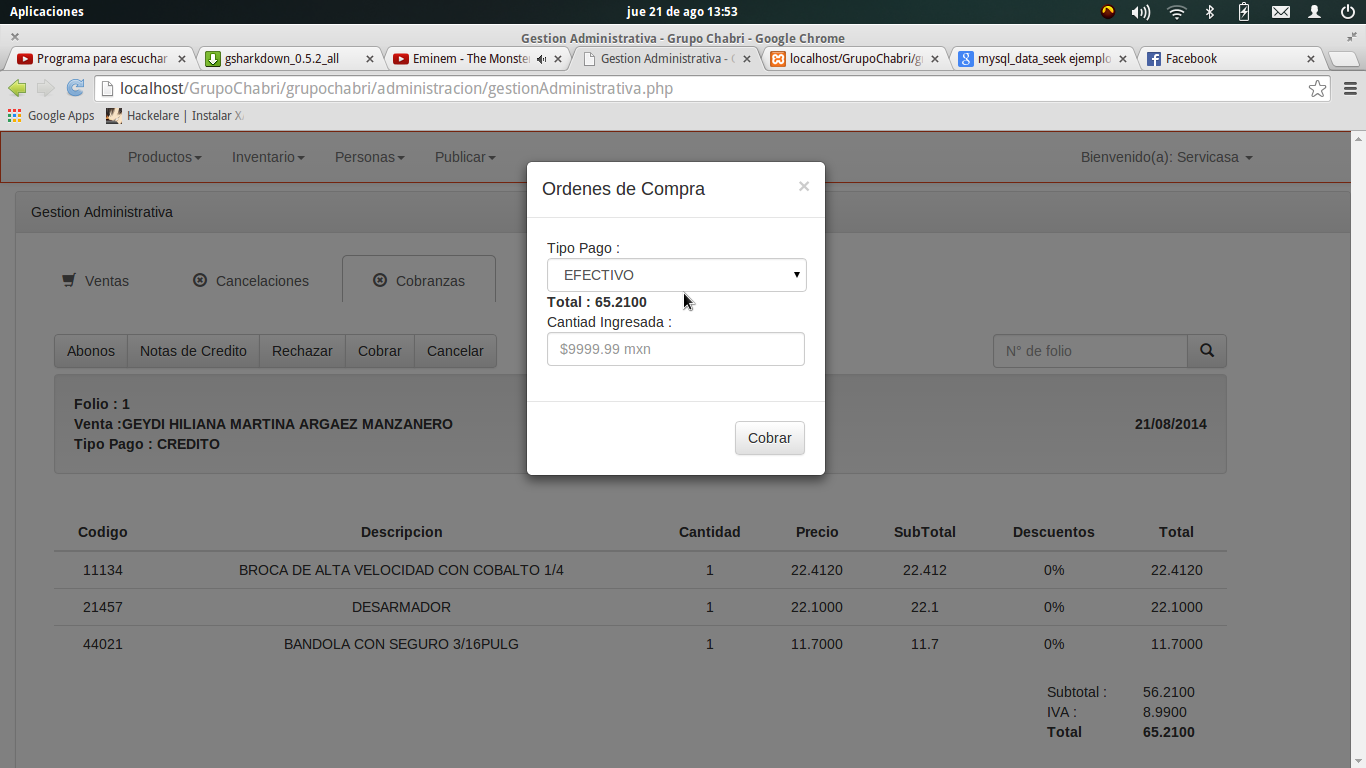 Aplicaciones
jue 21 de ago 13:53
Gestion Administrativa - Grupo Chabri - Google Chrome
Programa para escuchar
gsharkdown_0.5.2_all
Eminem - The Monste
Gestion Administrativa -
localhost/GrupoChabri/g
mysql_data_seek ejemplo
Facebook
localhost/GrupoChabri/grupochabri/administracion/gestionAdministrativa.php
Google Apps
Hackelare | Instalar X
Productos
Inventario
Personas
Publicar
Bienvenido(a): Servicasa
Gestion Administrativa
Ventas
Cancelaciones
Cobranzas
Abonos
Notas de Credito
Rechazar
Cobrar
Cancelar
N° de folio
Folio : 1
Venta :GEYDI HILIANA MARTINA ARGAEZ MANZANERO
21/08/2014
Tipo Pago : CREDITO
Ordenes de Compra
×
Tipo Pago :
EFECTIVO
Total : 65.2100
Cantiad Ingresada :
$9999.99 mxn
Cobrar
Codigo Descripcion Cantidad Precio SubTotal Descuentos Total
11134 BROCA DE ALTA VELOCIDAD CON COBALTO 1/4 1 22.4120 22.412 0% 22.4120
21457 DESARMADOR 1 22.1000 22.1 0% 22.1000
44021 BANDOLA CON SEGURO 3/16PULG 1 11.7000 11.7 0% 11.7000
Subtotal : 56.2100
IVA : 8.9900
Total 65.2100